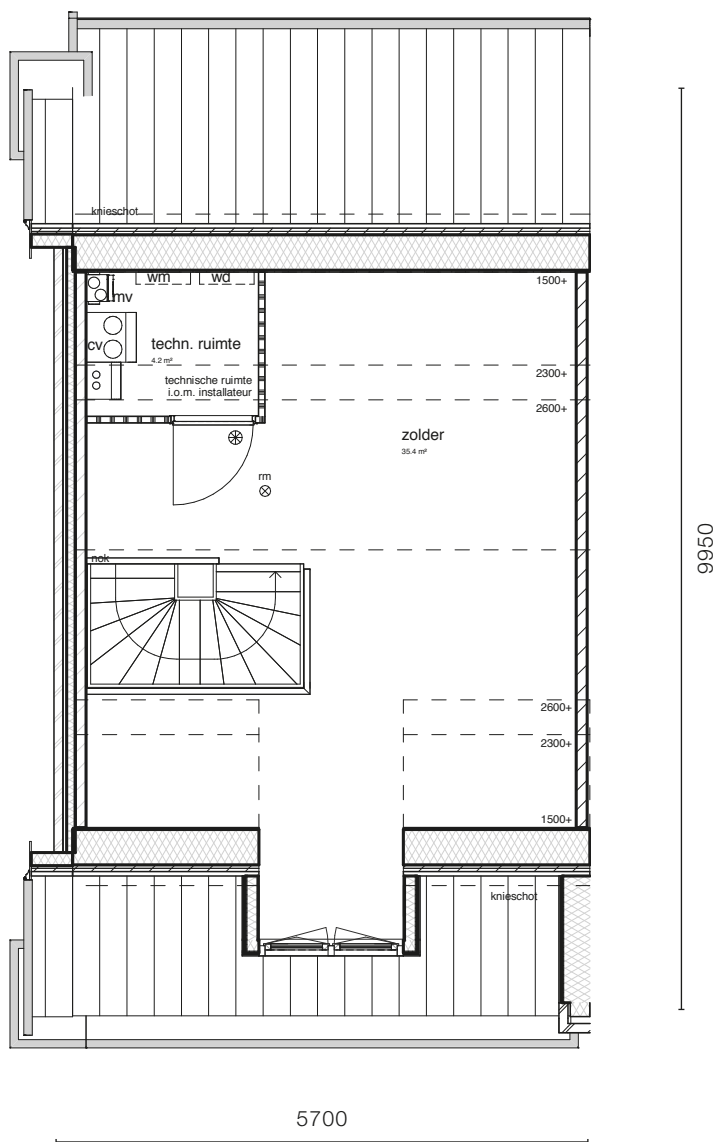 knieschot
wm wd
mv
1500+
cv
techn. ruimte
4.2 m²
technische ruimte
i.o.m. installateur
2300+
2600+
zolder
35.4 m²
rm
9950
nok
2600+
2300+
1500+
knieschot
5700